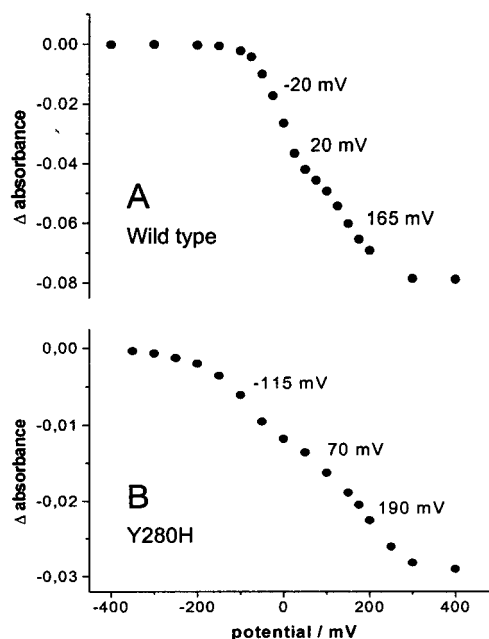 0.00
-0.02
-0.04
-0.06
-0.08
Δ absorbance
-20 mV
20 mV
165 mV
A
Wild type
0,00
-0,01
-0,02
-0,03
Δ absorbance
-115 mV
70 mV
190 mV
B
Y280H
-400 -200 0 200 400
potential / mV